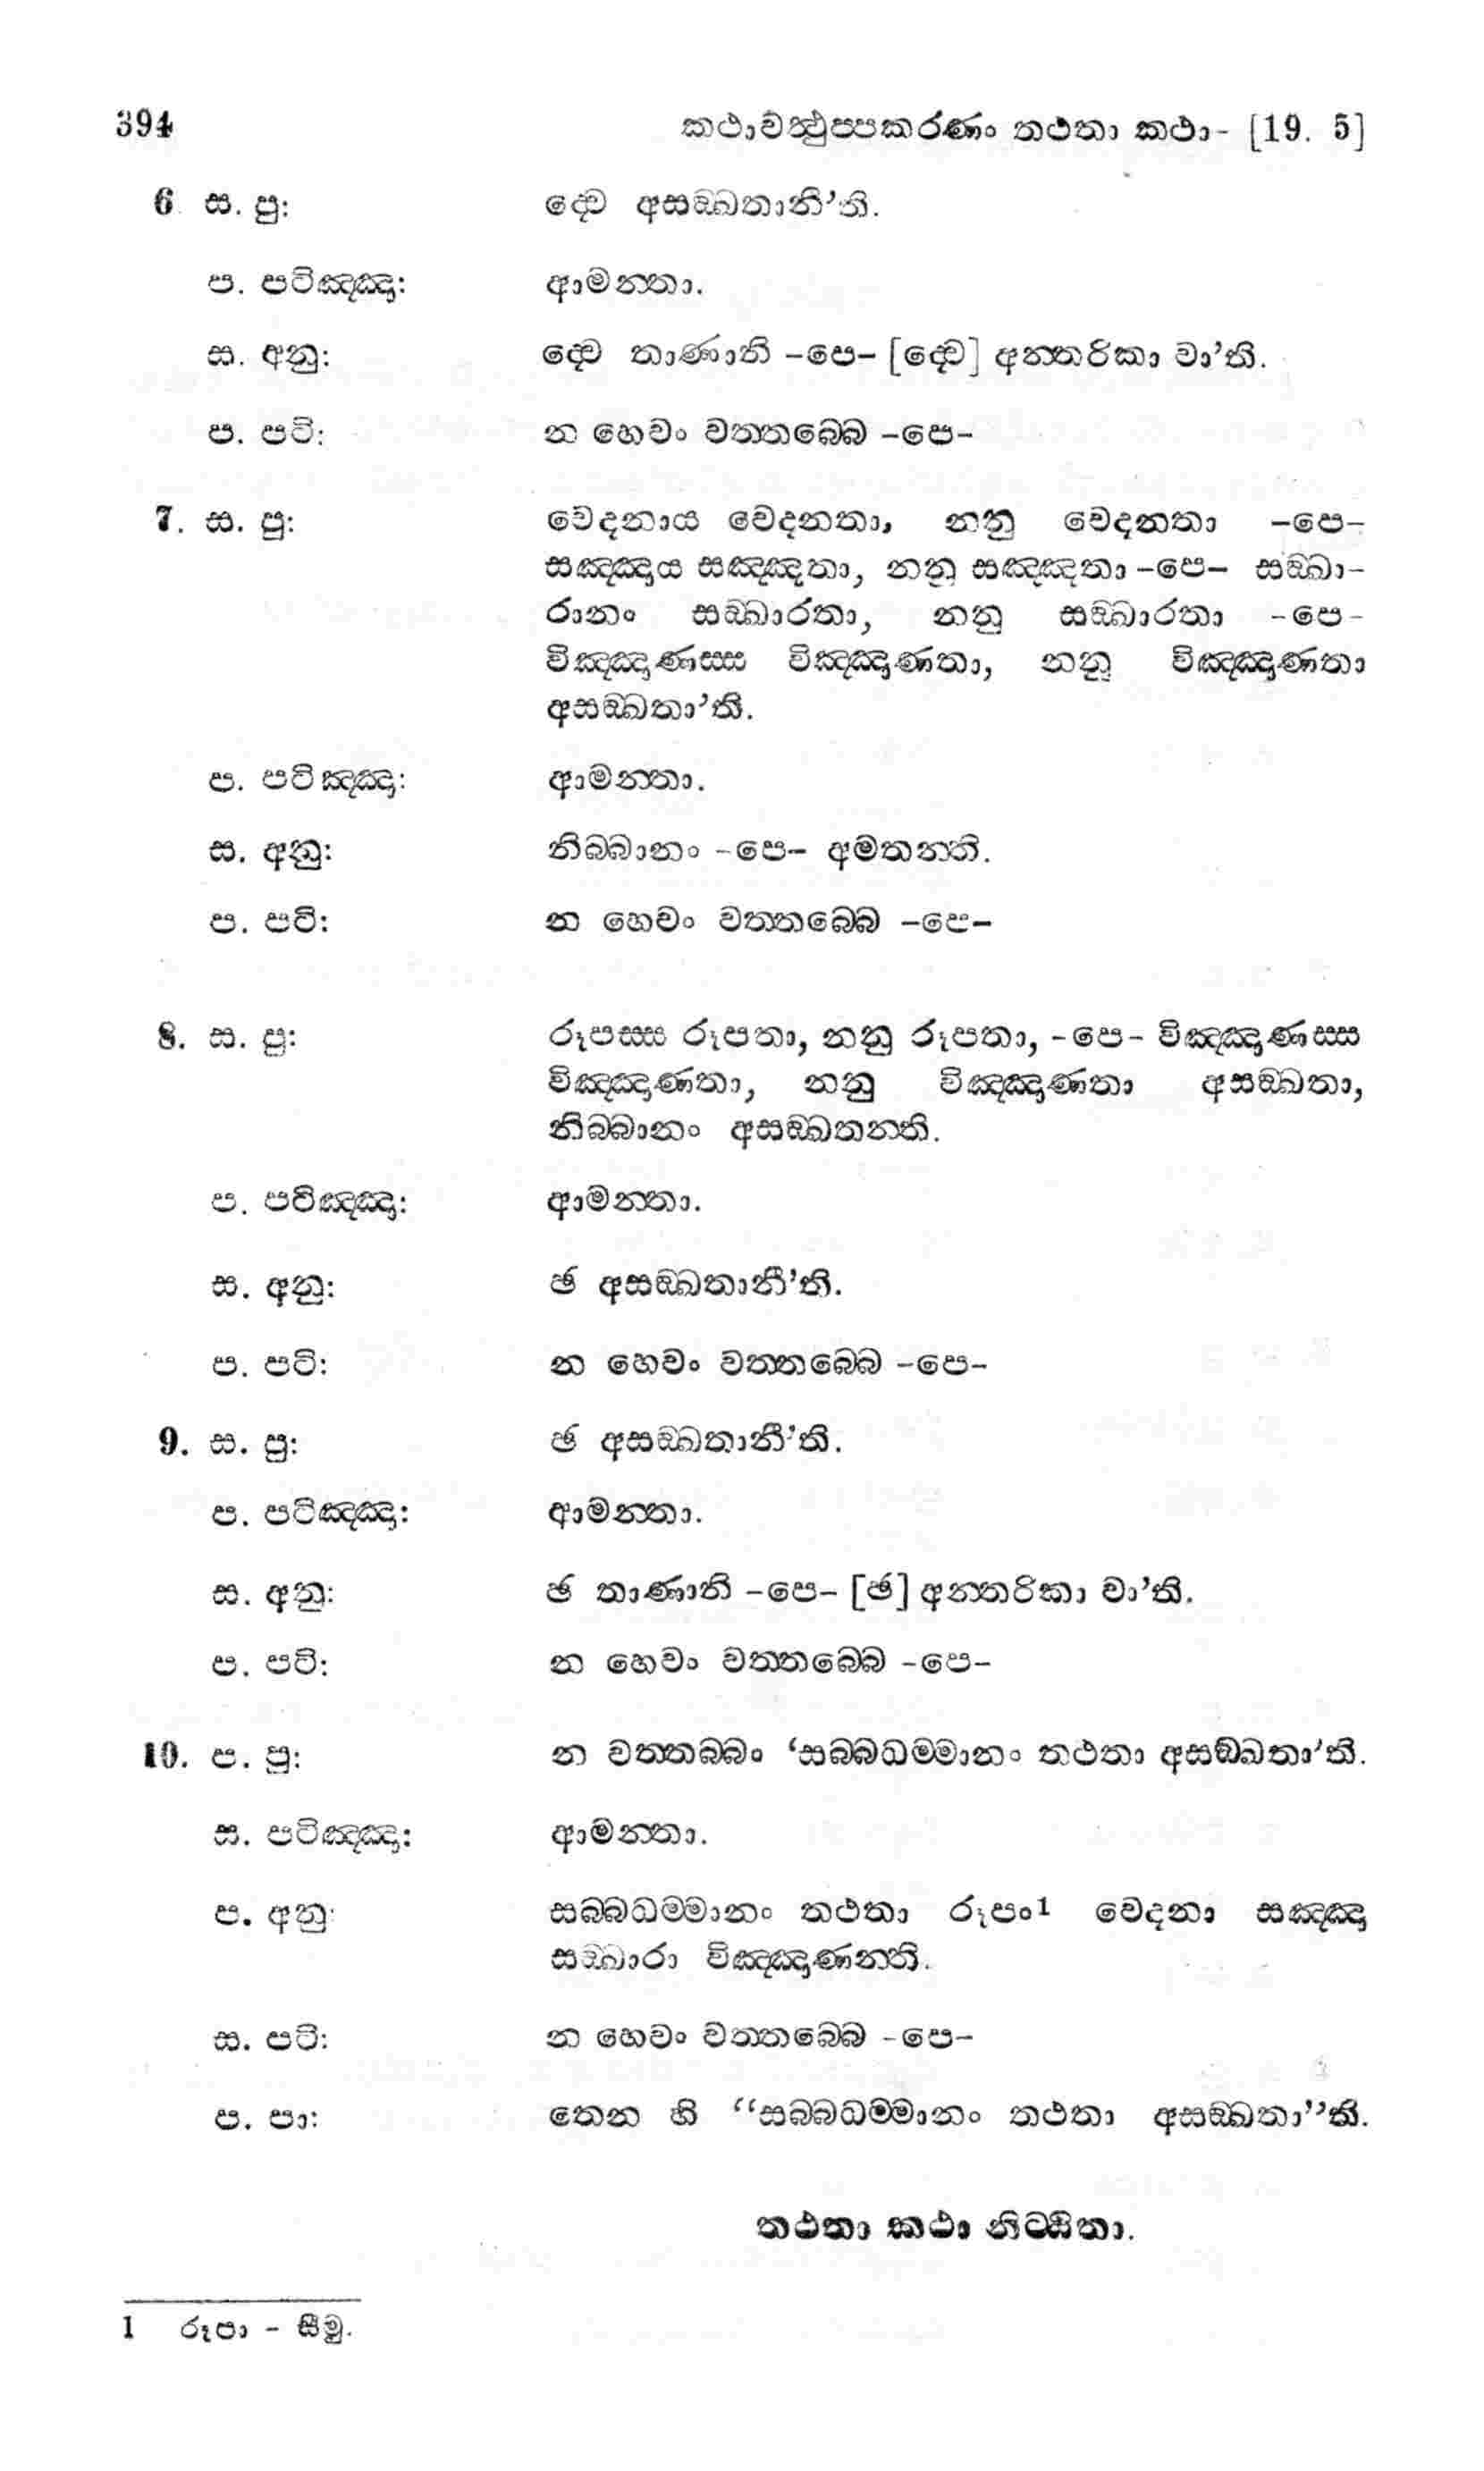 394 කථාවත්ථුප්පකරණං තථතා කථා- [19. 5]
6 ස. පු: ද්වෙ අසඞ්ඛතානී’ති.
ප. පටිඤ්ඤා: ආමන්තා.
ස. අනු: ද්වෙ තාණානි -පෙ- [ද්වෙ] අන්තරිකා වා’ති.
ප. පටි: න හෙවං වත්තබ්බෙ -පෙ-
7. ස. පු: වෙදනාය වෙදනතා, නනු වෙදනතා -පෙ-
සඤ්ඤාය සඤ්ඤතා, නනු සඤ්ඤතා -පෙ- සඞ්ඛා-
රානං සඞ්ඛාරතා, නනු සඞ්ඛාරතා -පෙ-
විඤ්ඤාණස්ස විඤ්ඤාණතා, නනු විඤ්ඤාණතා
අසඞ්ඛතා’ති.
ප. පටිඤ්ඤා: ආමන්තා.
ස. අනු: නිබ්බානං -පෙ- අමතන්ති.
ප. පටි: න හෙවං වත්තබ්බෙ -පෙ-
8. ස. පු: රූපස්ස රූපතා, නනු රූපතා, -පෙ- විඤ්ඤාණස්ස
විඤ්ඤාණතා, නනු විඤ්ඤාණතා අසඞ්ඛතා,
නිබ්බානං අසඞ්ඛතන්ති.
ප. පටිඤ්ඤා: ආමන්තා.
ස. අනු: ඡ අසඞ්ඛතානී’ති.
ප. පටි: න හෙවං වත්තබ්බෙ -පෙ-
9. ස. පු: ඡ අසඞ්ඛතානී’ති.
ප. පටිඤ්ඤා: ආමන්තා.
ස. අනු: ඡ තාණානි -පෙ- [ඡ] අන්තරිකා වා’ති.
ප. පටි: න හෙවං වත්තබ්බෙ -පෙ-
10. ප. පු: න වත්තබ්බං ‘සබ්බධම්මානං තථතා අසඞ්ඛතා’ති.
ස. පටිඤ්ඤා: ආමන්තා.
ප. අනු: සබ්බධම්මානං තථතා රූපං1 වෙදනා සඤ්ඤා
සඞ්ඛාරා විඤ්ඤාණන්ති.
ස. පටි: න හෙවං වත්තබ්බෙ -පෙ-
ප. පා: තෙන හි “සබ්බධම්මානං තථතා අසඞ්ඛතා”ති.
තථතා කථා නිට්ඨිතා.
1 රූපා - සීමු.